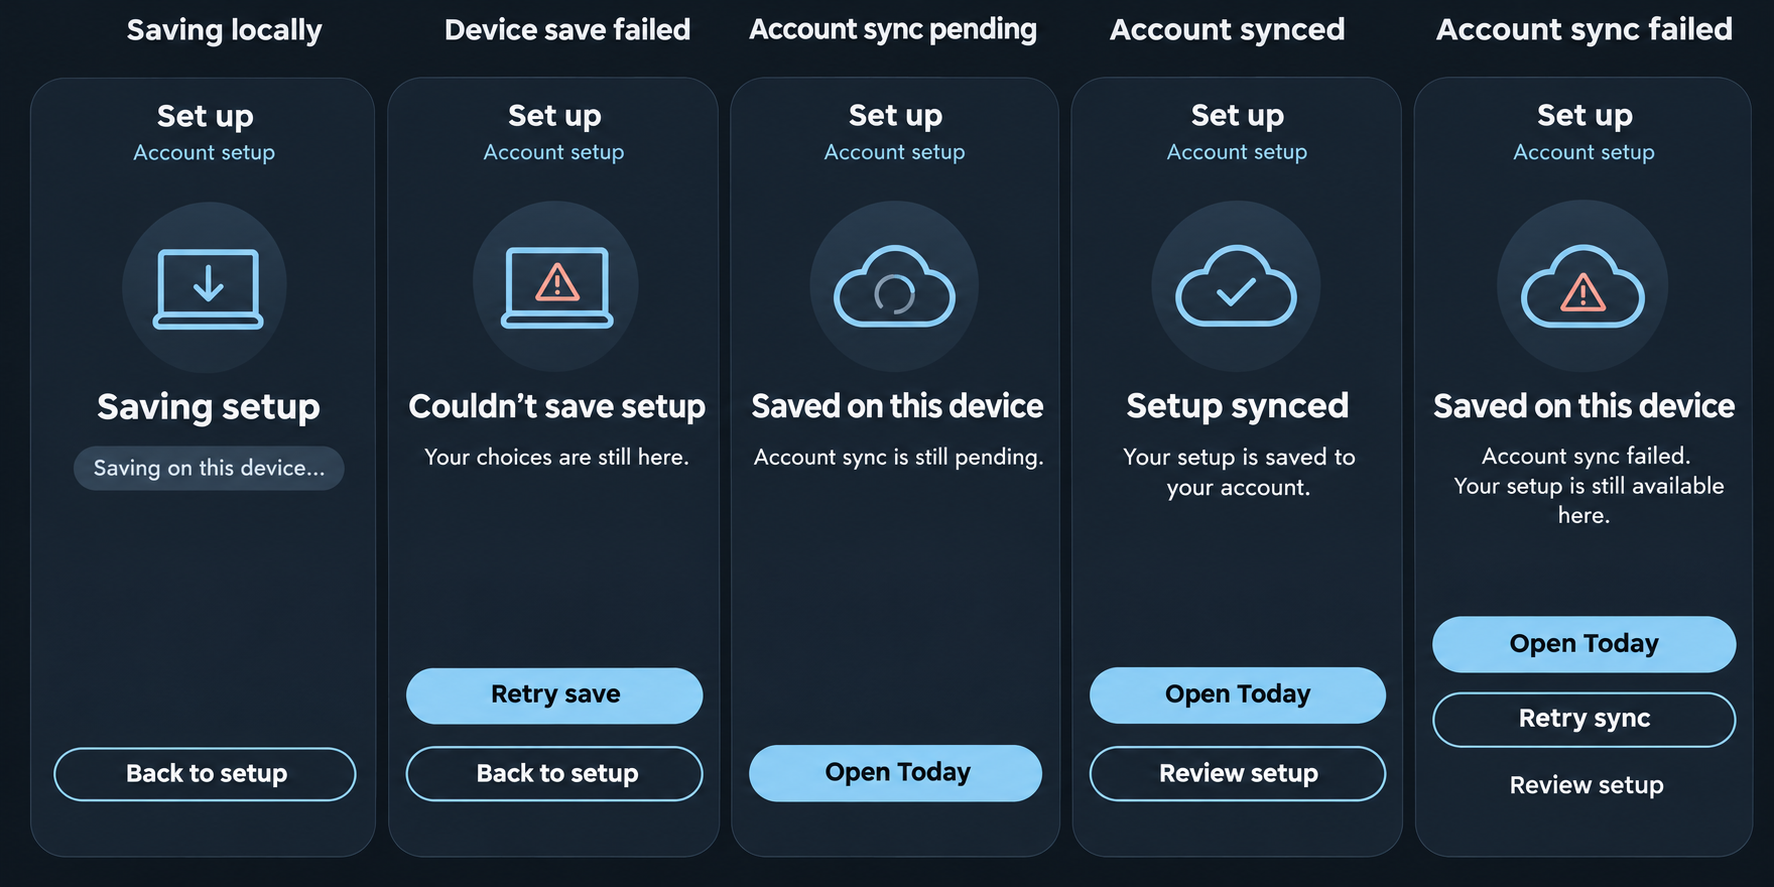 Saving locally
Set up
Account setup
Saving setup
Saving on this device...
Back to setup
Device save failed
Set up
Account setup
Couldn’t save setup
Your choices are still here.
Retry save
Back to setup
Account sync pending
Set up
Account setup
Saved on this device
Account sync is still pending.
Open Today
Account synced
Set up
Account setup
Setup synced
Your setup is saved to
your account.
Open Today
Review setup
Account sync failed
Set up
Account setup
Saved on this device
Account sync failed.
Your setup is still available
here.
Open Today
Retry sync
Review setup